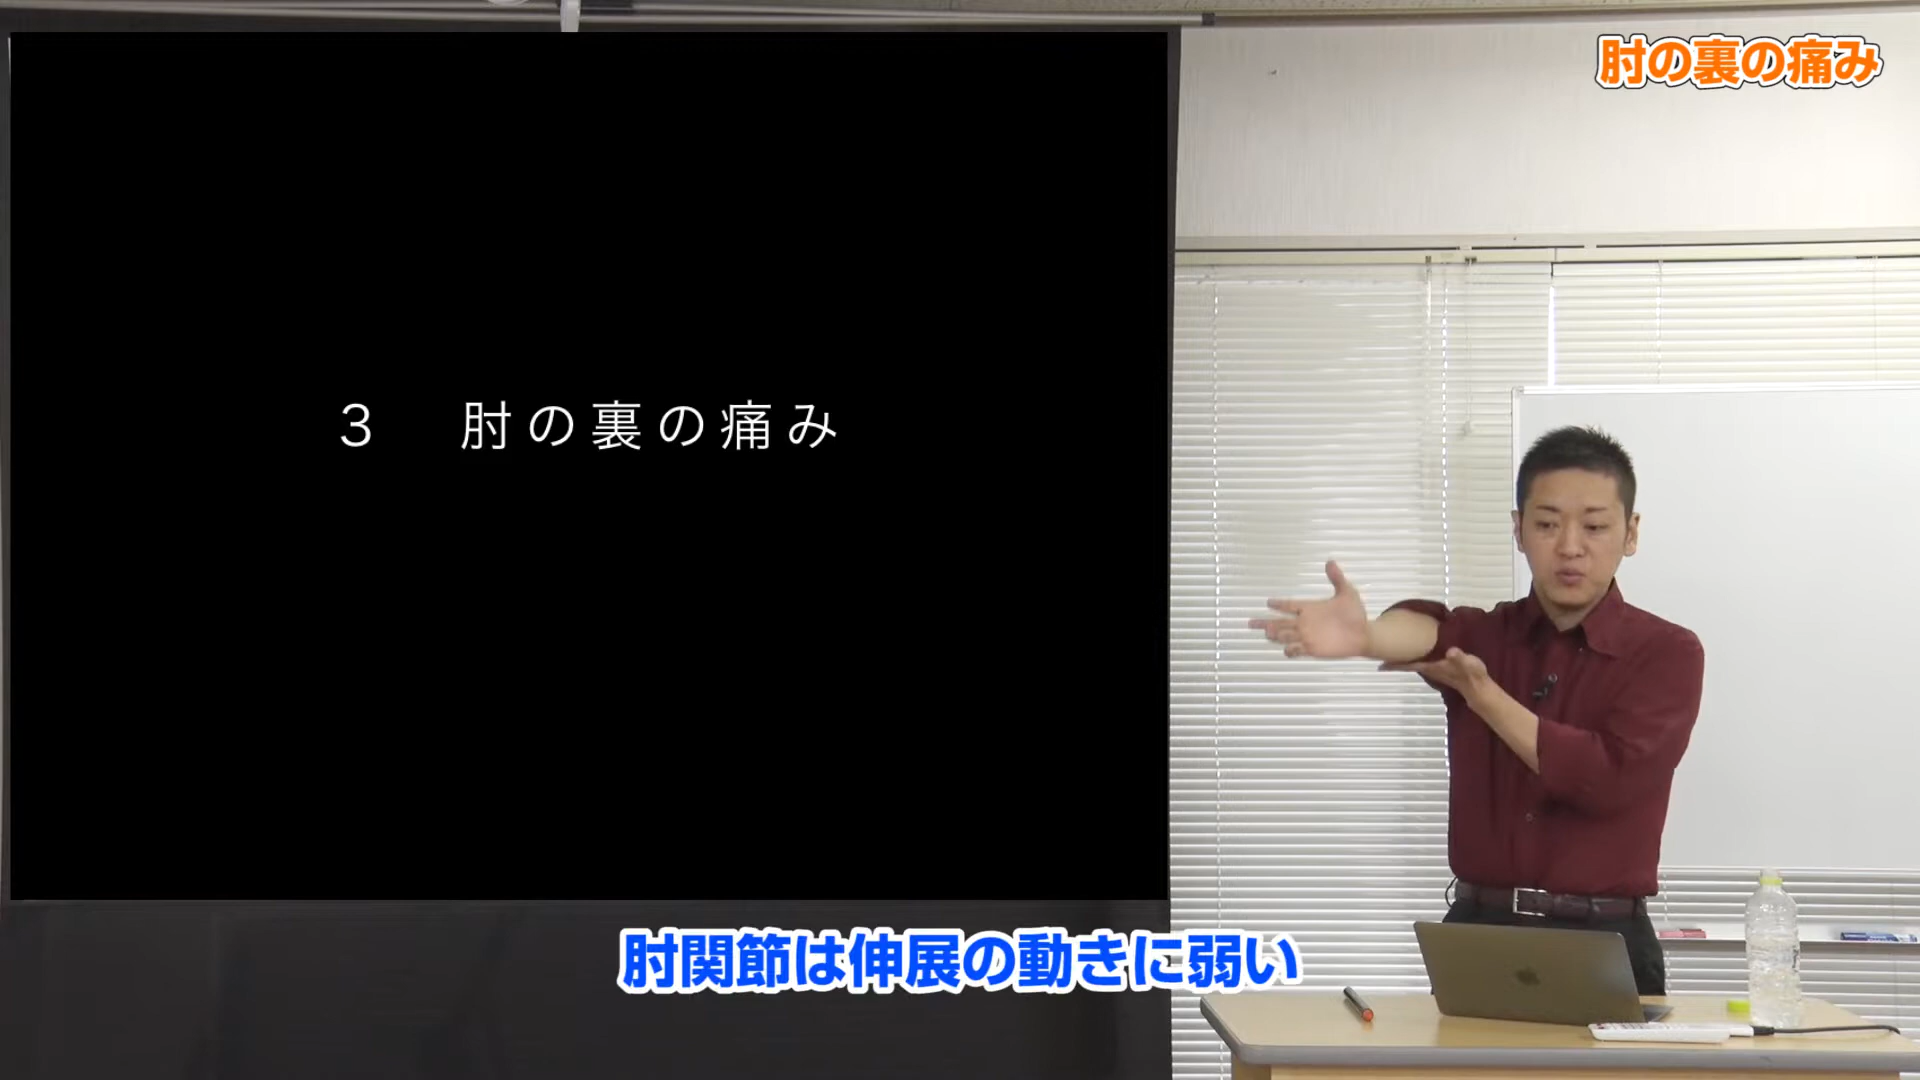 肘の裏の痛み
３　肘の裏の痛み
肘関節は伸展の動きに弱い